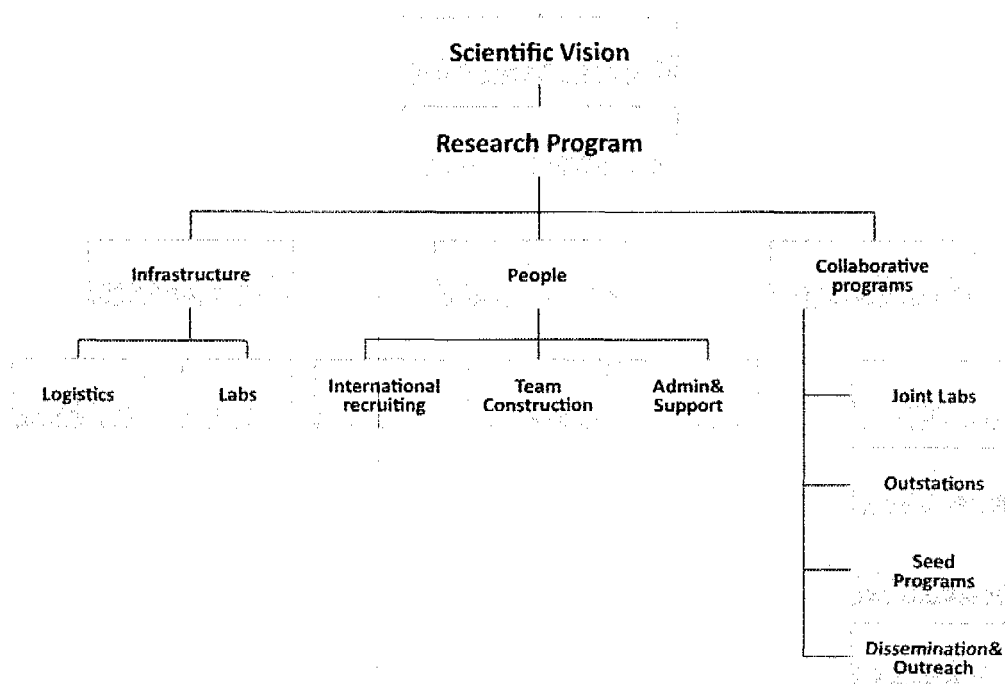 Scientific Vision
Research Program
Infrastructure
People
Collaborative
programs
Logistics
Labs
International
recruiting
Team
Construction
Admin&
Support
Joint Labs
Outstations
Seed
Programs
Dissemination&
Outreach